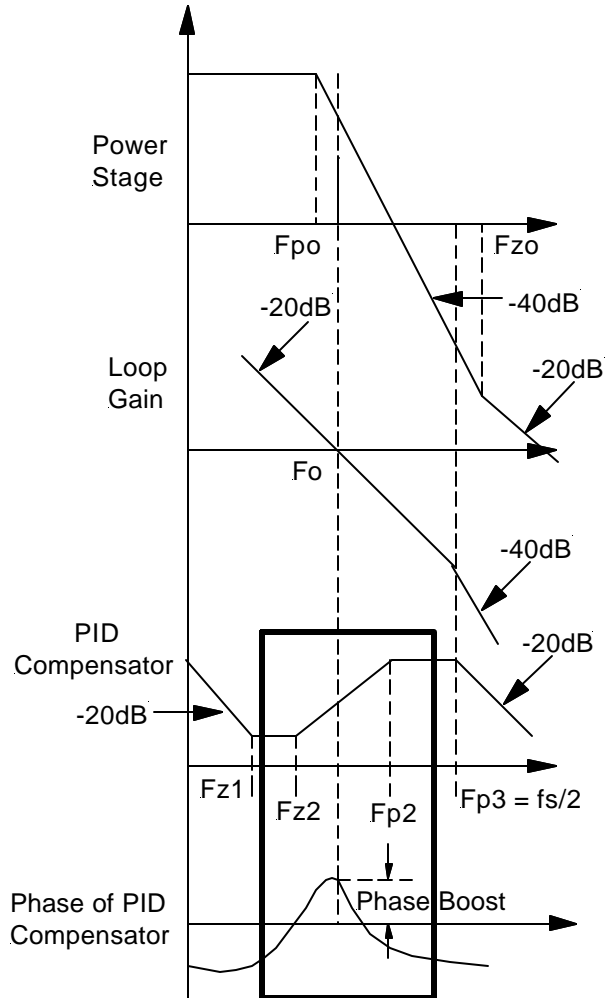 Power
Stage
Fpo
Fzo
-40dB
-20dB
-20dB
Loop
Gain
Fo
-40dB
PID
Compensator
-20dB
-20dB
Fz1
Fz2
Fp2
Fp3 = fs/2
Phase of PID
Compensator
Phase Boost